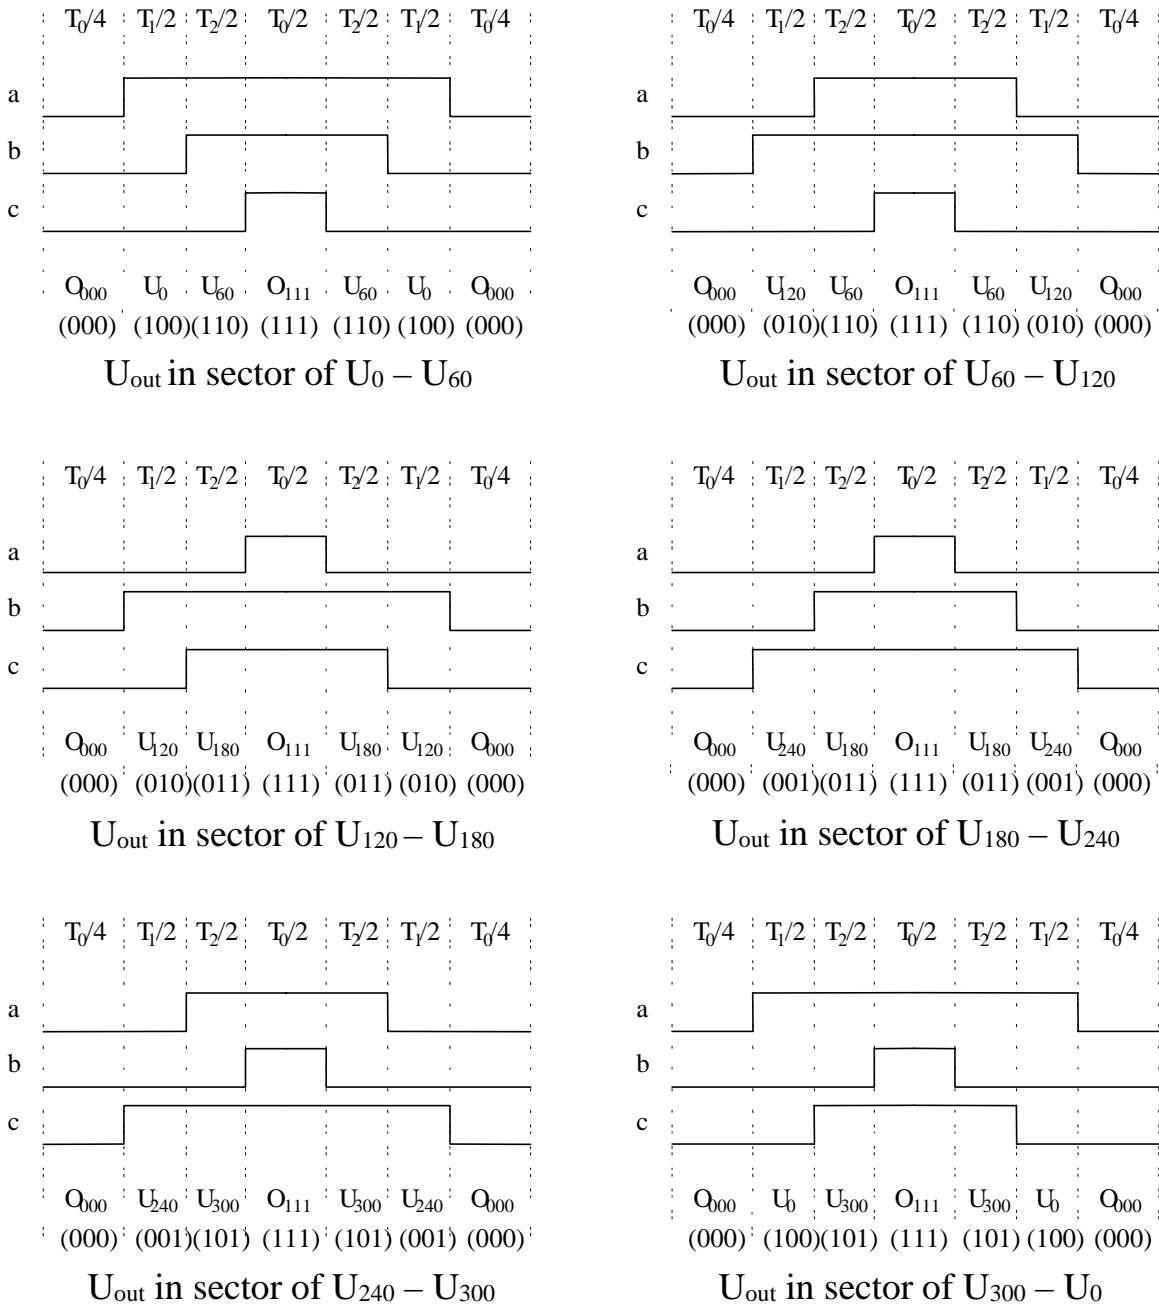 T0/4 T1/2 T2/2 T0/2 T2/2 T1/2 T0/4
a
b
c
O000 U0 U60 O111 U60 U0 O000
(000) (100)(110) (111) (110) (100) (000)
Uout in sector of U0 – U60
T0/4 T1/2 T2/2 T0/2 T2/2 T1/2 T0/4
a
b
c
O000 U120 U60 O111 U60 U120 O000
(000) (010)(110) (111) (110) (010) (000)
Uout in sector of U60 – U120
T0/4 T1/2 T2/2 T0/2 T2/2 T1/2 T0/4
a
b
c
O000 U120 U180 O111 U180 U120 O000
(000) (010)(011) (111) (011) (010) (000)
Uout in sector of U120 – U180
T0/4 T1/2 T2/2 T0/2 T2/2 T1/2 T0/4
a
b
c
O000 U240 U180 O111 U180 U240 O000
(000) (001)(011) (111) (011) (001) (000)
Uout in sector of U180 – U240
T0/4 T1/2 T2/2 T0/2 T2/2 T1/2 T0/4
a
b
c
O000 U240 U300 O111 U300 U240 O000
(000) (001)(101) (111) (101) (001) (000)
Uout in sector of U240 – U300
T0/4 T1/2 T2/2 T0/2 T2/2 T1/2 T0/4
a
b
c
O000 U0 U300 O111 U300 U0 O000
(000) (100)(101) (111) (101) (100) (000)
Uout in sector of U300 – U0